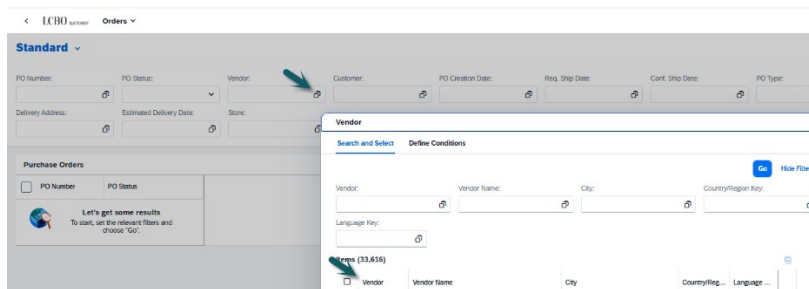 LCBO GATEWAY Orders
Standard
PO Number: PO Status: Vendor: Customer: PO Creation Date: Req. Ship Date: Conf. Ship Date: PO Type:
Delivery Address: Estimated Delivery Date: Store:
Vendor
Search and Select Define Conditions
Purchase Orders
Go Hide Filte
PO Number PO Status
Vendor: Vendor Name: City: Country/Region Key:
Let's get some results
To start, set the relevant filters and
choose "Go".
Language Key:
Items (33,616)
Vendor Vendor Name City Country/Reg... Language ...